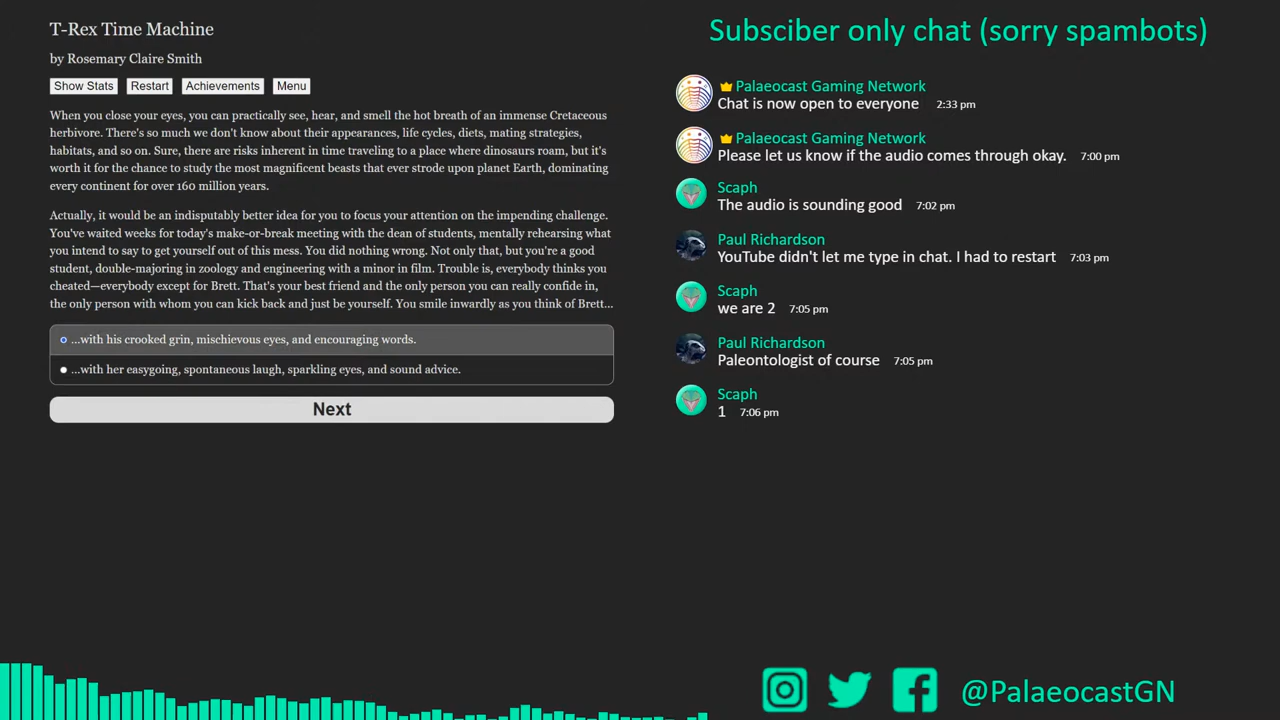 T-Rex Time Machine
by Rosemary Claire Smith
Show Stats Restart Achievements Menu
When you close your eyes, you can practically see, hear, and smell the hot breath of an immense Cretaceous
herbivore. There's so much we don't know about their appearances, life cycles, diets, mating strategies,
habitats, and so on. Sure, there are risks inherent in time traveling to a place where dinosaurs roam, but it's
worth it for the chance to study the most magnificent beasts that ever strode upon planet Earth, dominating
every continent for over 160 million years.
Actually, it would be an indisputably better idea for you to focus your attention on the impending challenge.
You've waited weeks for today's make-or-break meeting with the dean of students, mentally rehearsing what
you intend to say to get yourself out of this mess. You did nothing wrong. Not only that, but you're a good
student, double-majoring in zoology and engineering with a minor in film. Trouble is, everybody thinks you
cheated—everybody except for Brett. That's your best friend and the only person you can really confide in,
the only person with whom you can kick back and just be yourself. You smile inwardly as you think of Brett...
...with his crooked grin, mischievous eyes, and encouraging words.
...with her easygoing, spontaneous laugh, sparkling eyes, and sound advice.
Next
Subsciber only chat (sorry spambots)
Palaeocast Gaming Network
Chat is now open to everyone 2:33 pm
Palaeocast Gaming Network
Please let us know if the audio comes through okay. 7:00 pm
Scaph
The audio is sounding good 7:02 pm
Paul Richardson
YouTube didn't let me type in chat. I had to restart 7:03 pm
Scaph
we are 2 7:05 pm
Paul Richardson
Paleontologist of course 7:05 pm
Scaph
1 7:06 pm
@PalaeocastGN